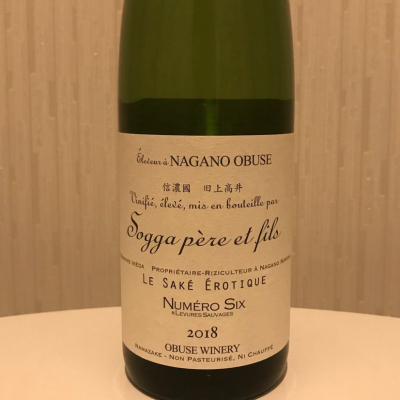 Éleveur à NAGANO OBUSE
信濃國 旧上高井
Vinifié, élevé, mis en bouteille par
Sogga père et fils
PROPRIÉTAIRE-RIZICULTEUR À NAGANO
LE SAKÉ ÉROTIQUE
NUMÉRO SIX
LEVURES SAUVAGES
2018
OBUSE WINERY
NAMAZAKE - NON PASTEURISÉ, NI CHAUFFÉ